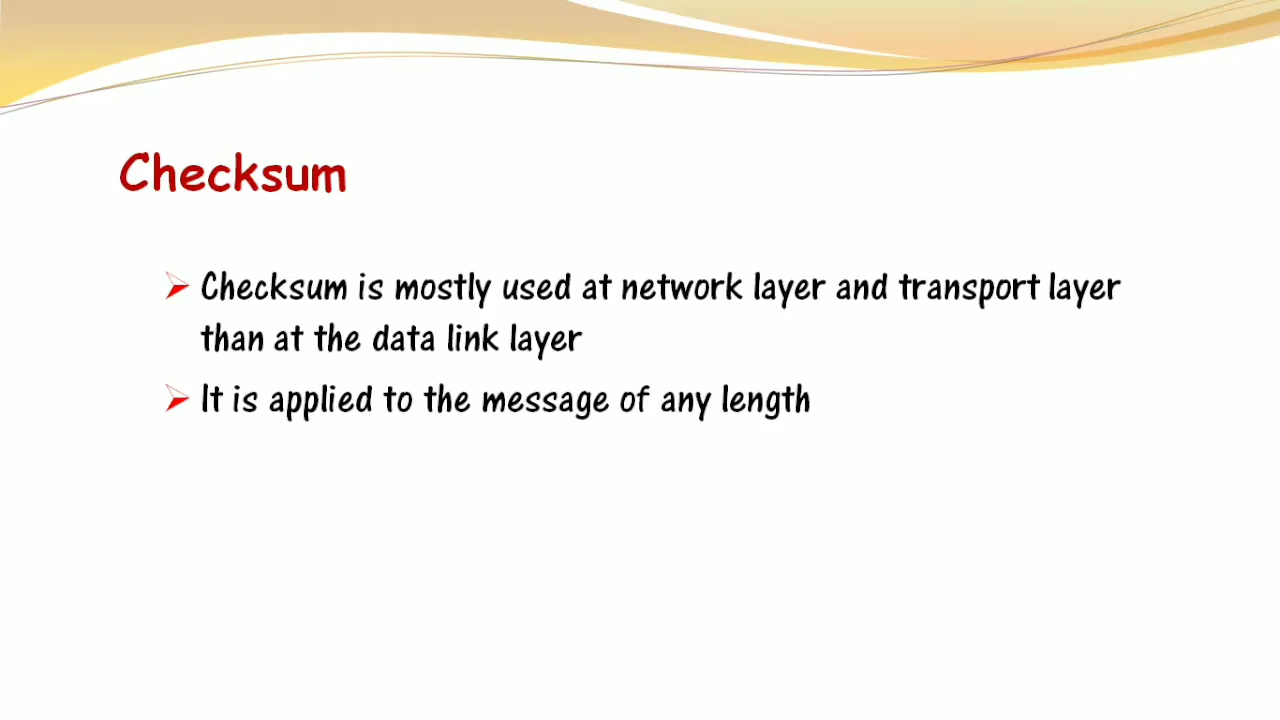 Checksum
Checksum is mostly used at network layer and transport layer
than at the data link layer
It is applied to the message of any length